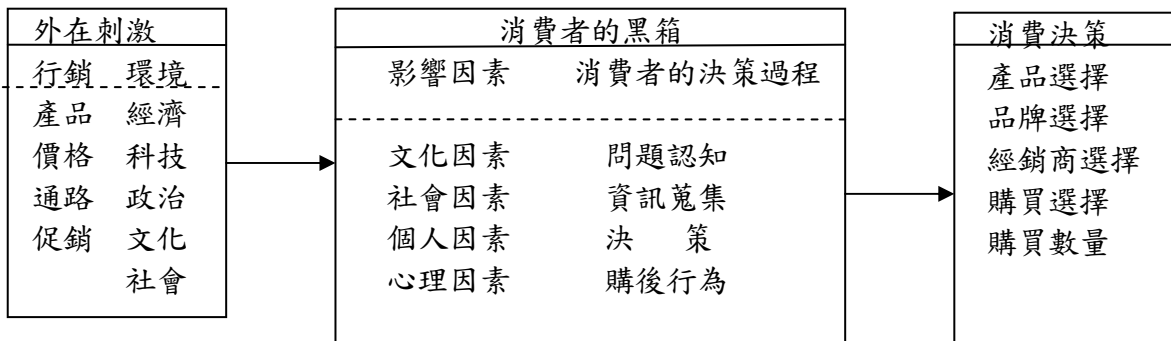 外在刺激
行銷 環境
產品 經濟
價格 科技
通路 政治
促銷 文化
社會
消費者的黑箱
影響因素 消費者的決策過程
文化因素 問題認知
社會因素 資訊蒐集
個人因素 決 策
心理因素 購後行為
消費決策
產品選擇
品牌選擇
經銷商選擇
購買選擇
購買數量